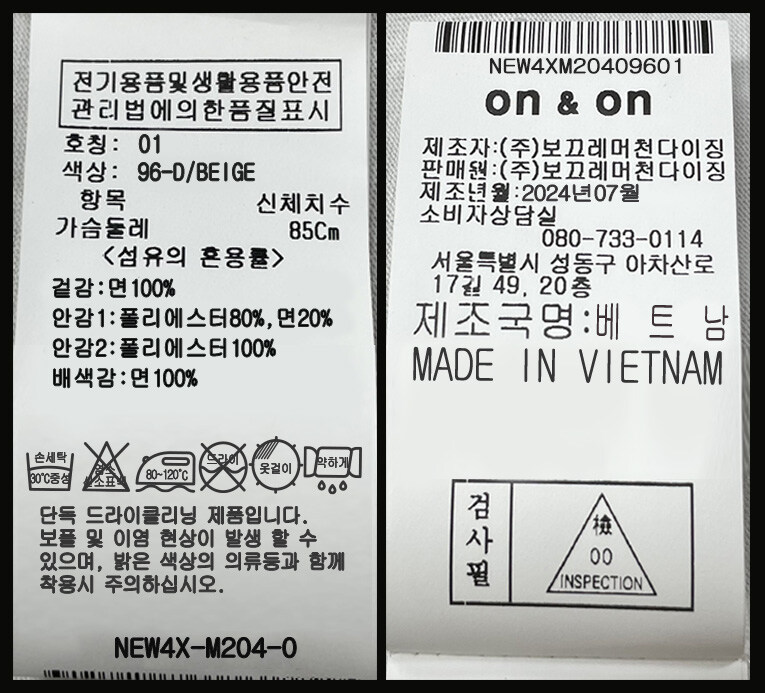 전기용품및생활용품안전
관리법에의한품질표시
호칭: 01
색상: 96-D/BEIGE
항목 신체치수
가슴둘레 85Cm
<섬유의 혼용률>
겉감:면100%
안감1:폴리에스터80%,면20%
안감2:폴리에스터100%
배색감:면100%
손세탁
30℃중성
80~120℃
드라이
옷걸이
약하게
단독 드라이클리닝 제품입니다.
보풀 및 이염 현상이 발생 할 수
있으며, 밝은 색상의 의류등과 함께
착용시 주의하십시오.
NEW4X-M204-0
NEW4XM20409601
on & on
제조자:(주)보끄레머천다이징
판매원:(주)보끄레머천다이징
제조년월:2024년07월
소비자상담실
080-733-0114
서울특별시 성동구 아차산로
17길 49, 20층
제조국명:베 트 남
MADE IN VIETNAM
검사필
檢
00
INSPECTION